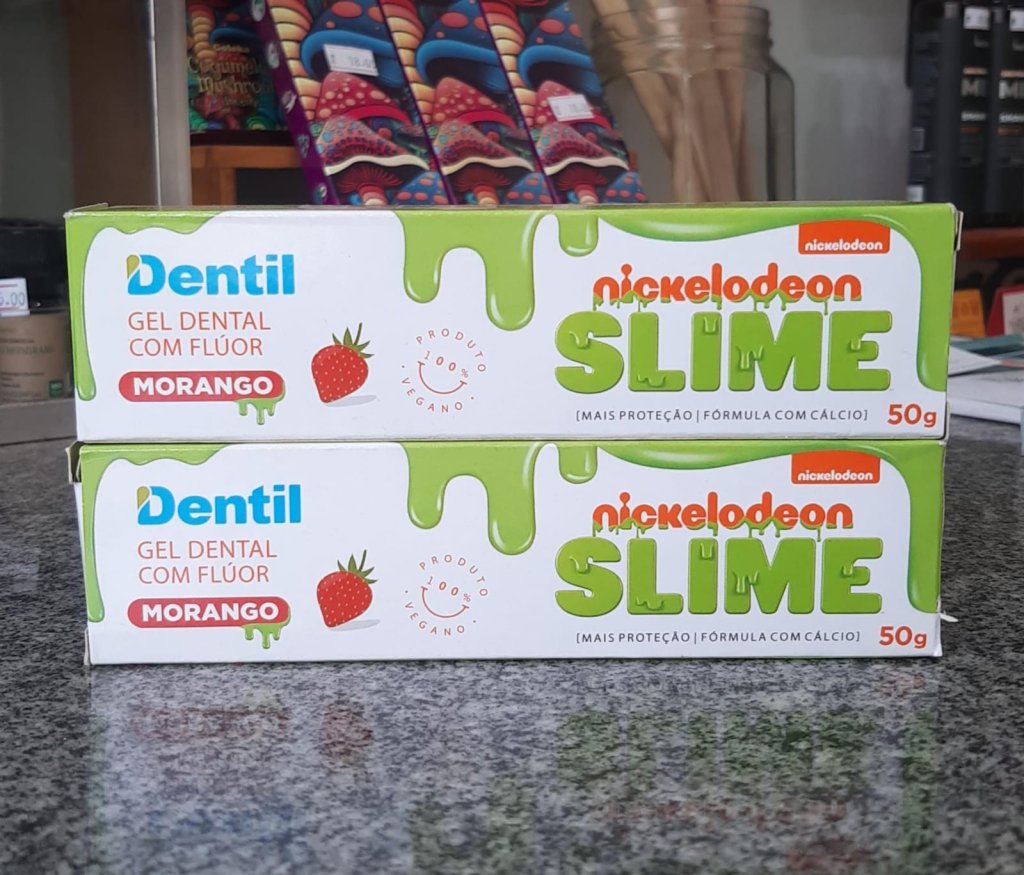 Mushroom
nickelodeon
Dentil
GEL DENTAL
COM FLÚOR
MORANGO
PRODUTO
100%
VEGANO
nickelodeon
SLIME
[MAIS PROTEÇÃO | FÓRMULA COM CÁLCIO]
50g
nickelodeon
Dentil
GEL DENTAL
COM FLÚOR
MORANGO
PRODUTO
100%
VEGANO
nickelodeon
SLIME
[MAIS PROTEÇÃO | FÓRMULA COM CÁLCIO]
50g